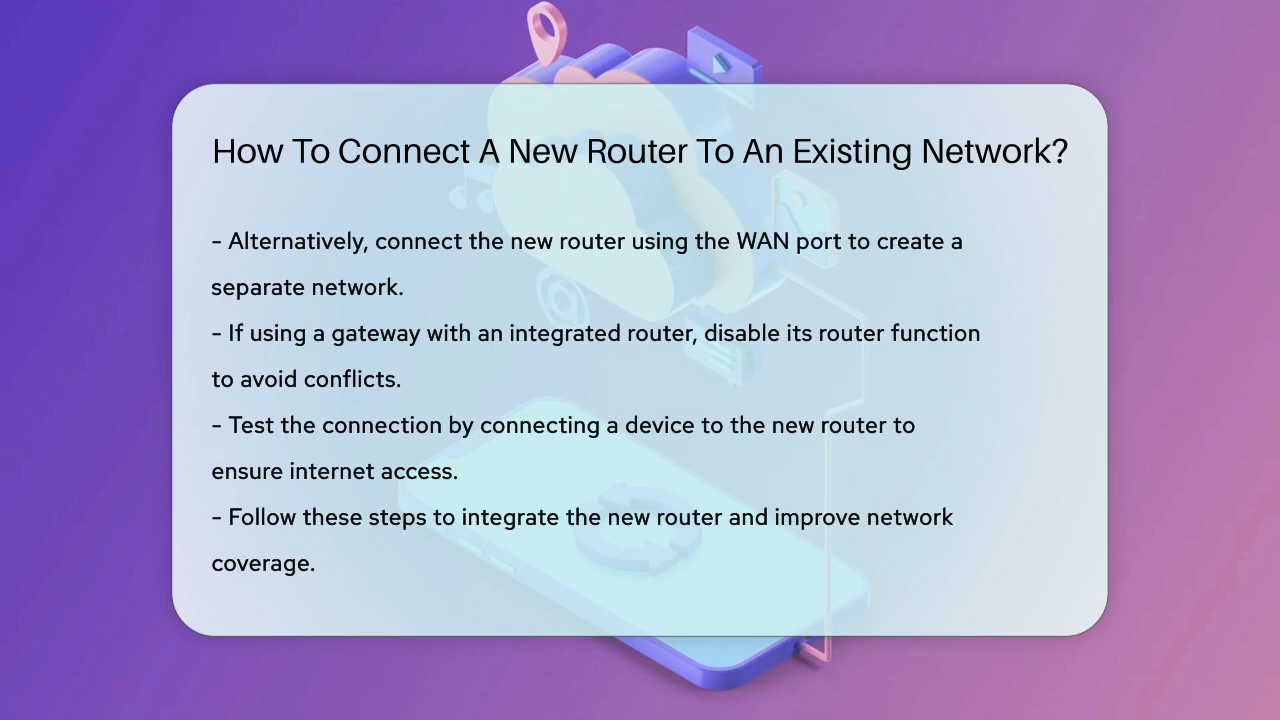 How To Connect A New Router To An Existing Network?
- Alternatively, connect the new router using the WAN port to create a
separate network.
- If using a gateway with an integrated router, disable its router function
to avoid conflicts.
- Test the connection by connecting a device to the new router to
ensure internet access.
- Follow these steps to integrate the new router and improve network
coverage.